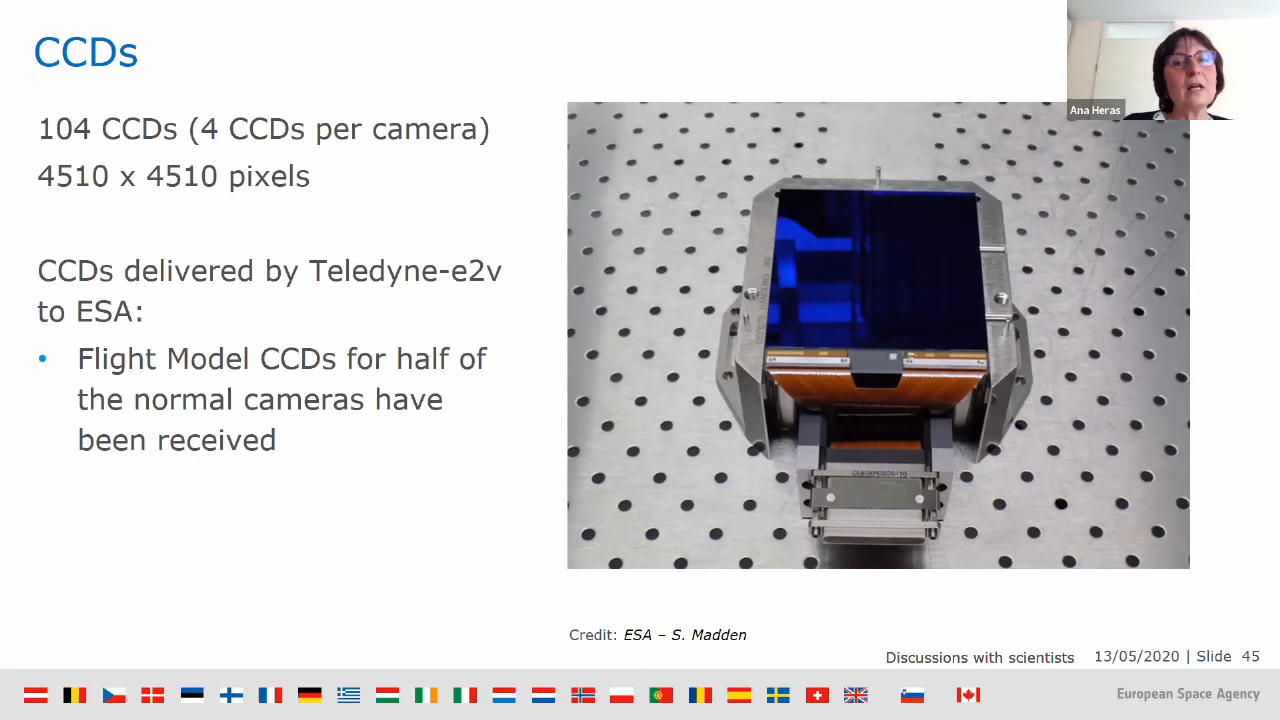 CCDs
Ana Heras
104 CCDs (4 CCDs per camera)
4510 x 4510 pixels
CCDs delivered by Teledyne-e2v
to ESA:
• Flight Model CCDs for half of
the normal cameras have
been received
Credit: ESA – S. Madden
Discussions with scientists 13/05/2020 | Slide 45
European Space Agency